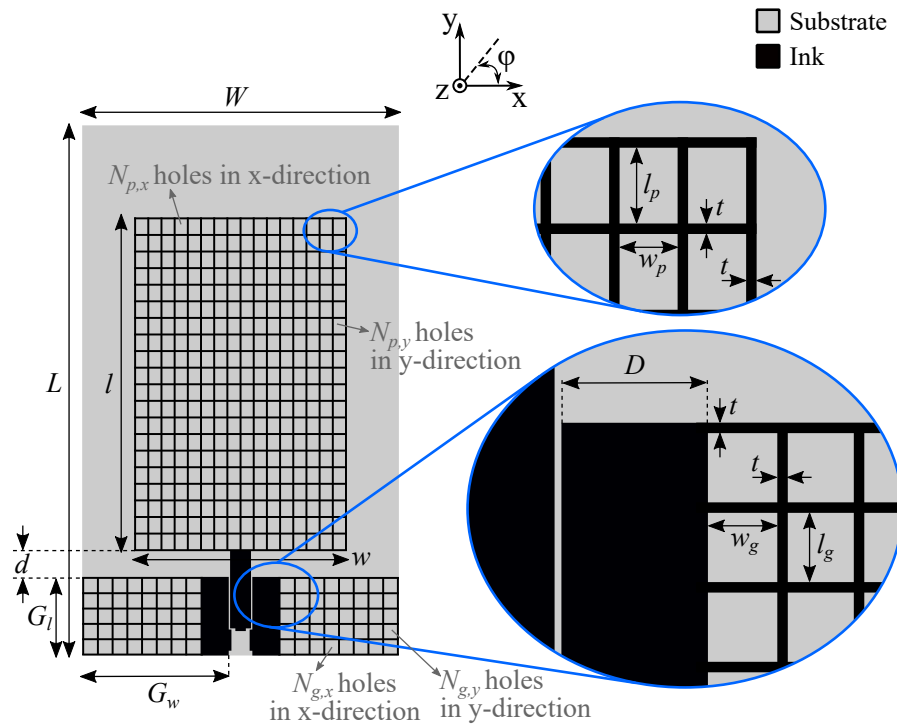 Substrate
Ink
y
φ
z
x
W
N_{p,x} holes in x-direction
l_p
t
w_p
t
N_{p,y} holes
in y-direction
L
l
D
t
t
w_g
l_g
d
w
G_l
G_w
N_{g,x} holes
in x-direction
N_{g,y} holes
in y-direction